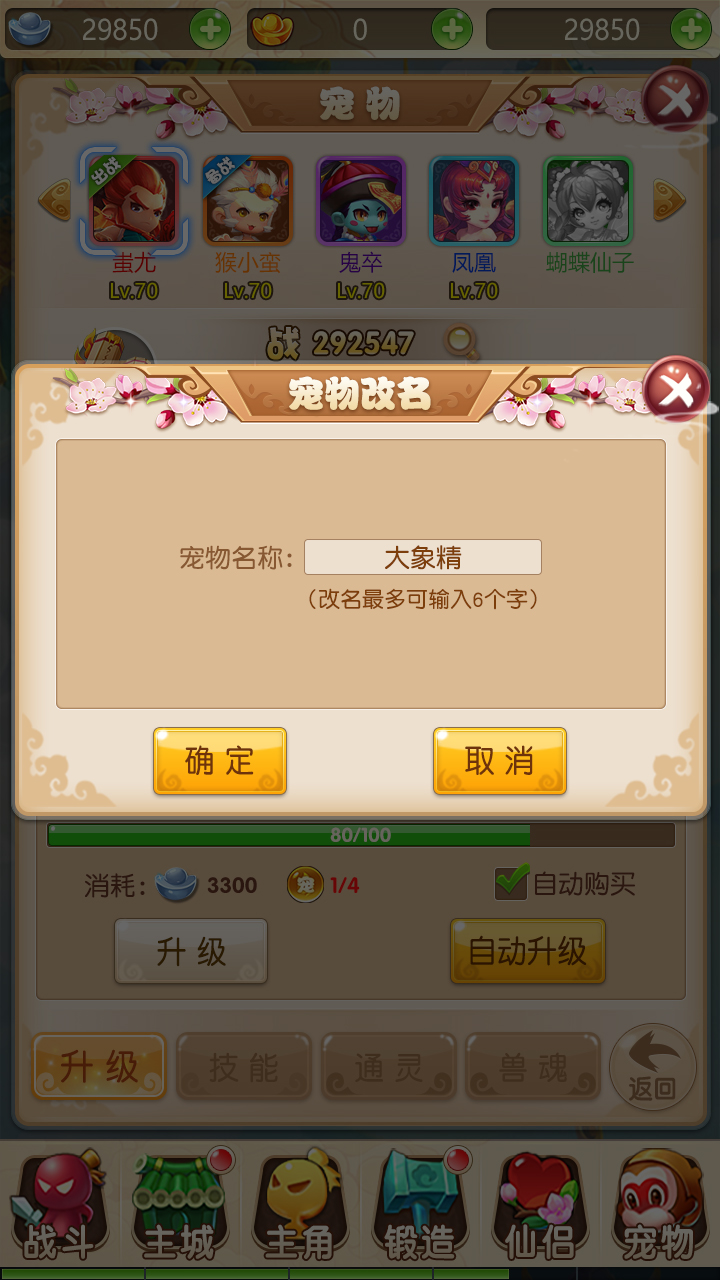 29850 0 29850
宠物
出战 备战
蚩尤 猴小蛮 鬼卒 凤凰 蝴蝶仙子
Lv.70 Lv.70 Lv.70 Lv.70
战 292547
宠物改名
宠物名称: 大象精
（改名最多可输入6个字）
确定 取消
80/100
消耗: 3300 宠 1/4 自动购买
升级 自动升级
升级 技能 通灵 兽魂 返回
战斗 主城 主角 锻造 仙侣 宠物